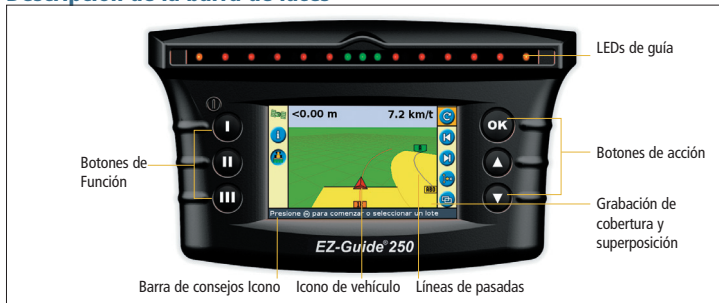 Descripción de la barra de luces
LEDs de guía
<0.00 m 7.2 km/t
I
II
III
OK
Botones de
Función
Botones de acción
Grabación de
cobertura y
superposición
Presione para comenzar o seleccionar un lote
EZ-Guide® 250
Barra de consejos Icono
Icono de vehículo
Líneas de pasadas